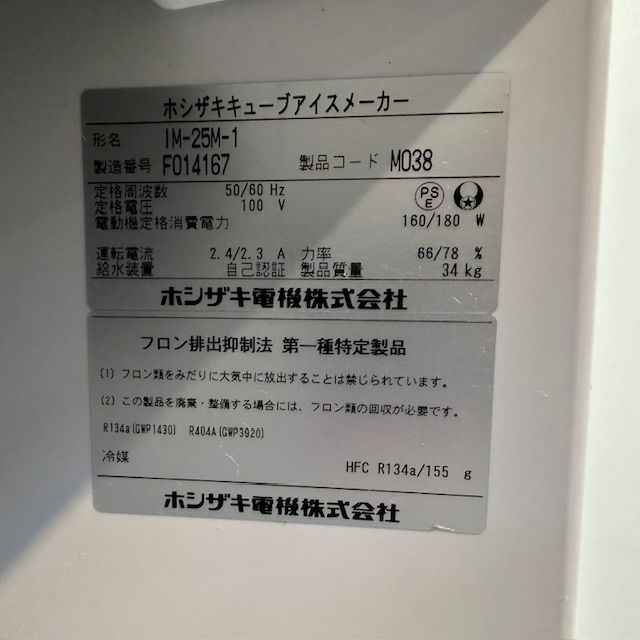 ホシザキキューブアイスメーカー
形名 IM-25M-1
製造番号 F014167 製品コード M038
定格周波数 50/60 Hz
定格電圧 100 V
PS E
電動機定格消費電力 160/180 W
運転電流 2.4/2.3 A 力率 66/78 %
給水装置 自己認証 製品質量 34 kg
ホシザキ電機株式会社
フロン排出抑制法 第一種特定製品
(1) フロン類をみだりに大気中に放出することは禁じられています。
(2) この製品を廃棄・整備する場合には、フロン類の回収が必要です。
R134a(GWP1430) R404A(GWP3920)
冷媒 HFC R134a/155 g
ホシザキ電機株式会社